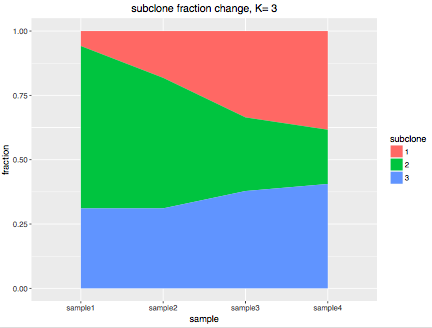 subclone fraction change, K= 3
1.00
0.75
0.50
0.25
0.00
fraction
sample1 sample2 sample3 sample4
sample
subclone
1
2
3